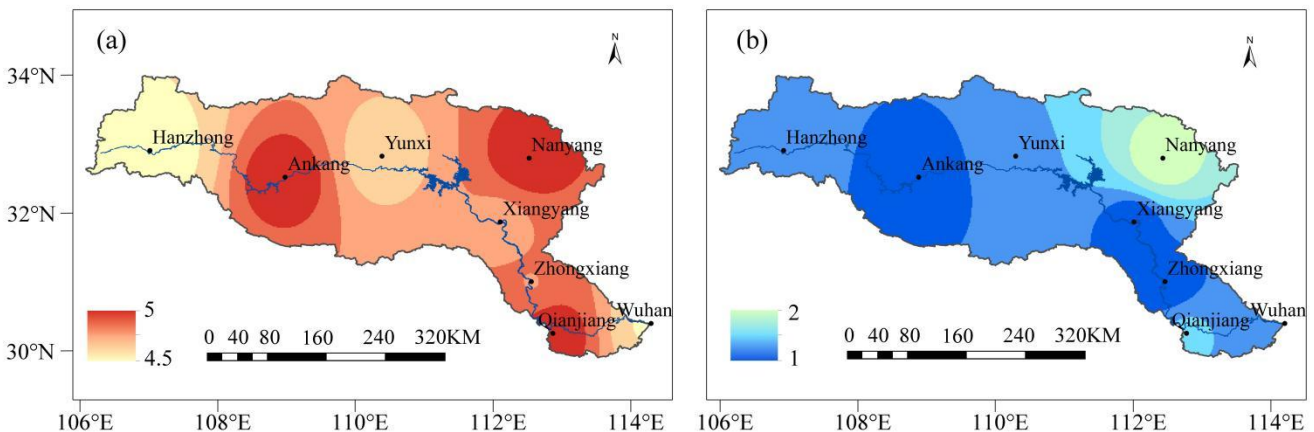 (a)
N
34°N
32°N
30°N
Hanzhong
Ankang
Yunxi
Nanyang
Xiangyang
Zhongxiang
Qianjiang
Wuhan
5
4.5
0 40 80 160 240 320KM
106°E 108°E 110°E 112°E 114°E
(b)
N
Hanzhong
Ankang
Yunxi
Nanyang
Xiangyang
Zhongxiang
Qianjiang
Wuhan
2
1
0 40 80 160 240 320KM
106°E 108°E 110°E 112°E 114°E